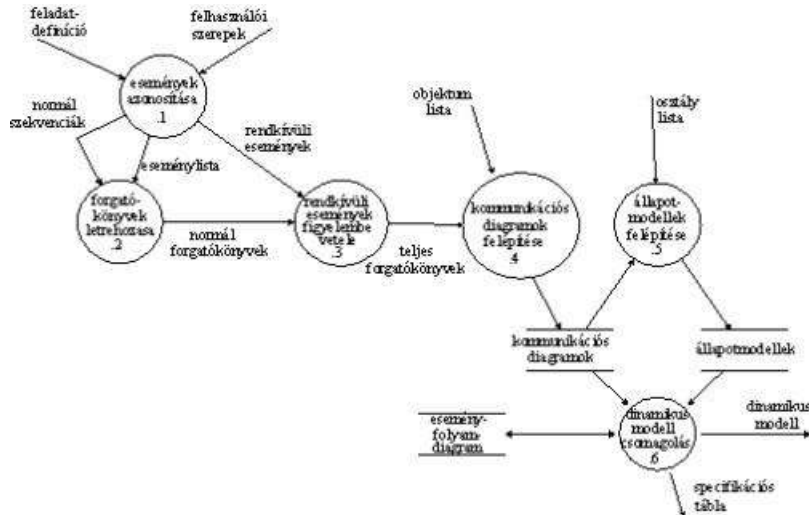 feladat-
definíció
felhasználói
szerepek
események
azonosítása
.1
normál
szekvenciák
eseménylista
rendkívüli
események
objektum
lista
osztály
lista
forgató-
könyvek
letrehozasa
.2
normál
forgatókönyvek
rendkívüli
események
figyelembe
vetele
.3
teljes
forgatókönyvek
kommunikációs
diagramok
felépítése
4
állapot-
modellek
felépítése
.5
kommunikációs
diagramok
állapotmodellek
esemény-
folyam-
diagram
dinamikus
modell
csomagolás
.6
dinamikus
modell
specifikációs
tábla